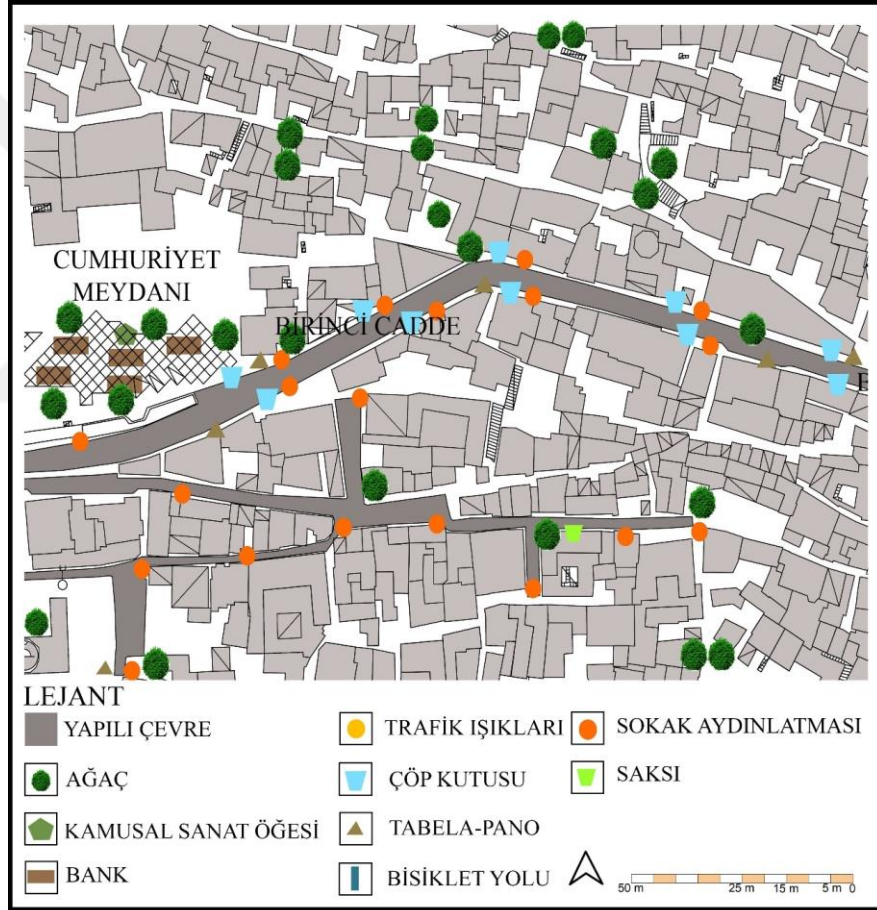 CUMHURİYET
MEYDANI
BİRİNCİ CADDE
B
LEJANT
YAPILI ÇEVRE
TRAFİK IŞIKLARI
SOKAK AYDINLATMASI
AĞAÇ
ÇÖP KUTUSU
SAKSI
KAMUSAL SANAT ÖĞESİ
TABELA-PANO
BANK
BİSİKLET YOLU
50 m 25 m 15 m 5 m 0